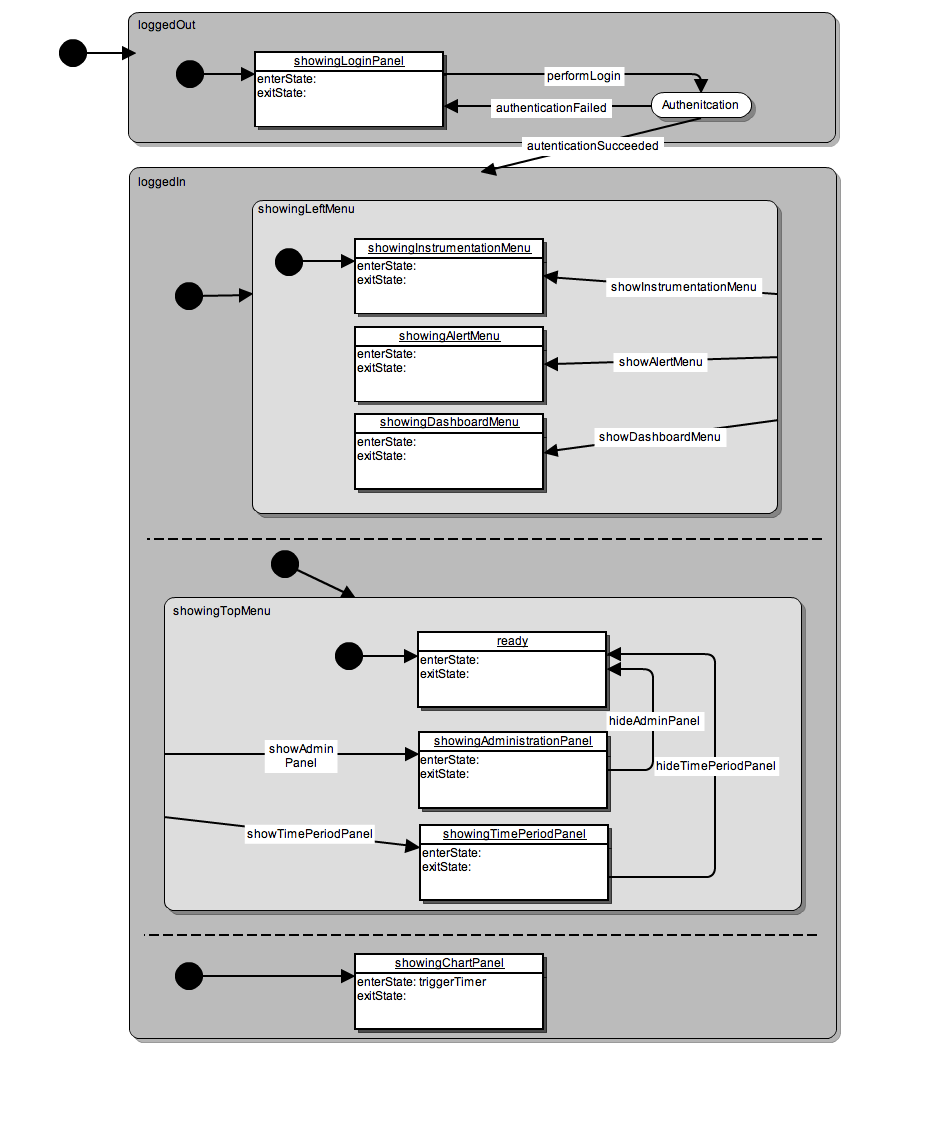 loggedOut
showingLoginPanel
enterState:
exitState:
performLogin
authenticationFailed
Authenitcation
autenticationSucceeded
loggedIn
showingLeftMenu
showingInstrumentationMenu
enterState:
exitState:
showInstrumentationMenu
showingAlertMenu
enterState:
exitState:
showAlertMenu
showingDashboardMenu
enterState:
exitState:
showDashboardMenu
showingTopMenu
ready
enterState:
exitState:
hideAdminPanel
showAdmin
Panel
showingAdministrationPanel
enterState:
exitState:
hideTimePeriodPanel
showTimePeriodPanel
showingTimePeriodPanel
enterState:
exitState:
showingChartPanel
enterState: triggerTimer
exitState: